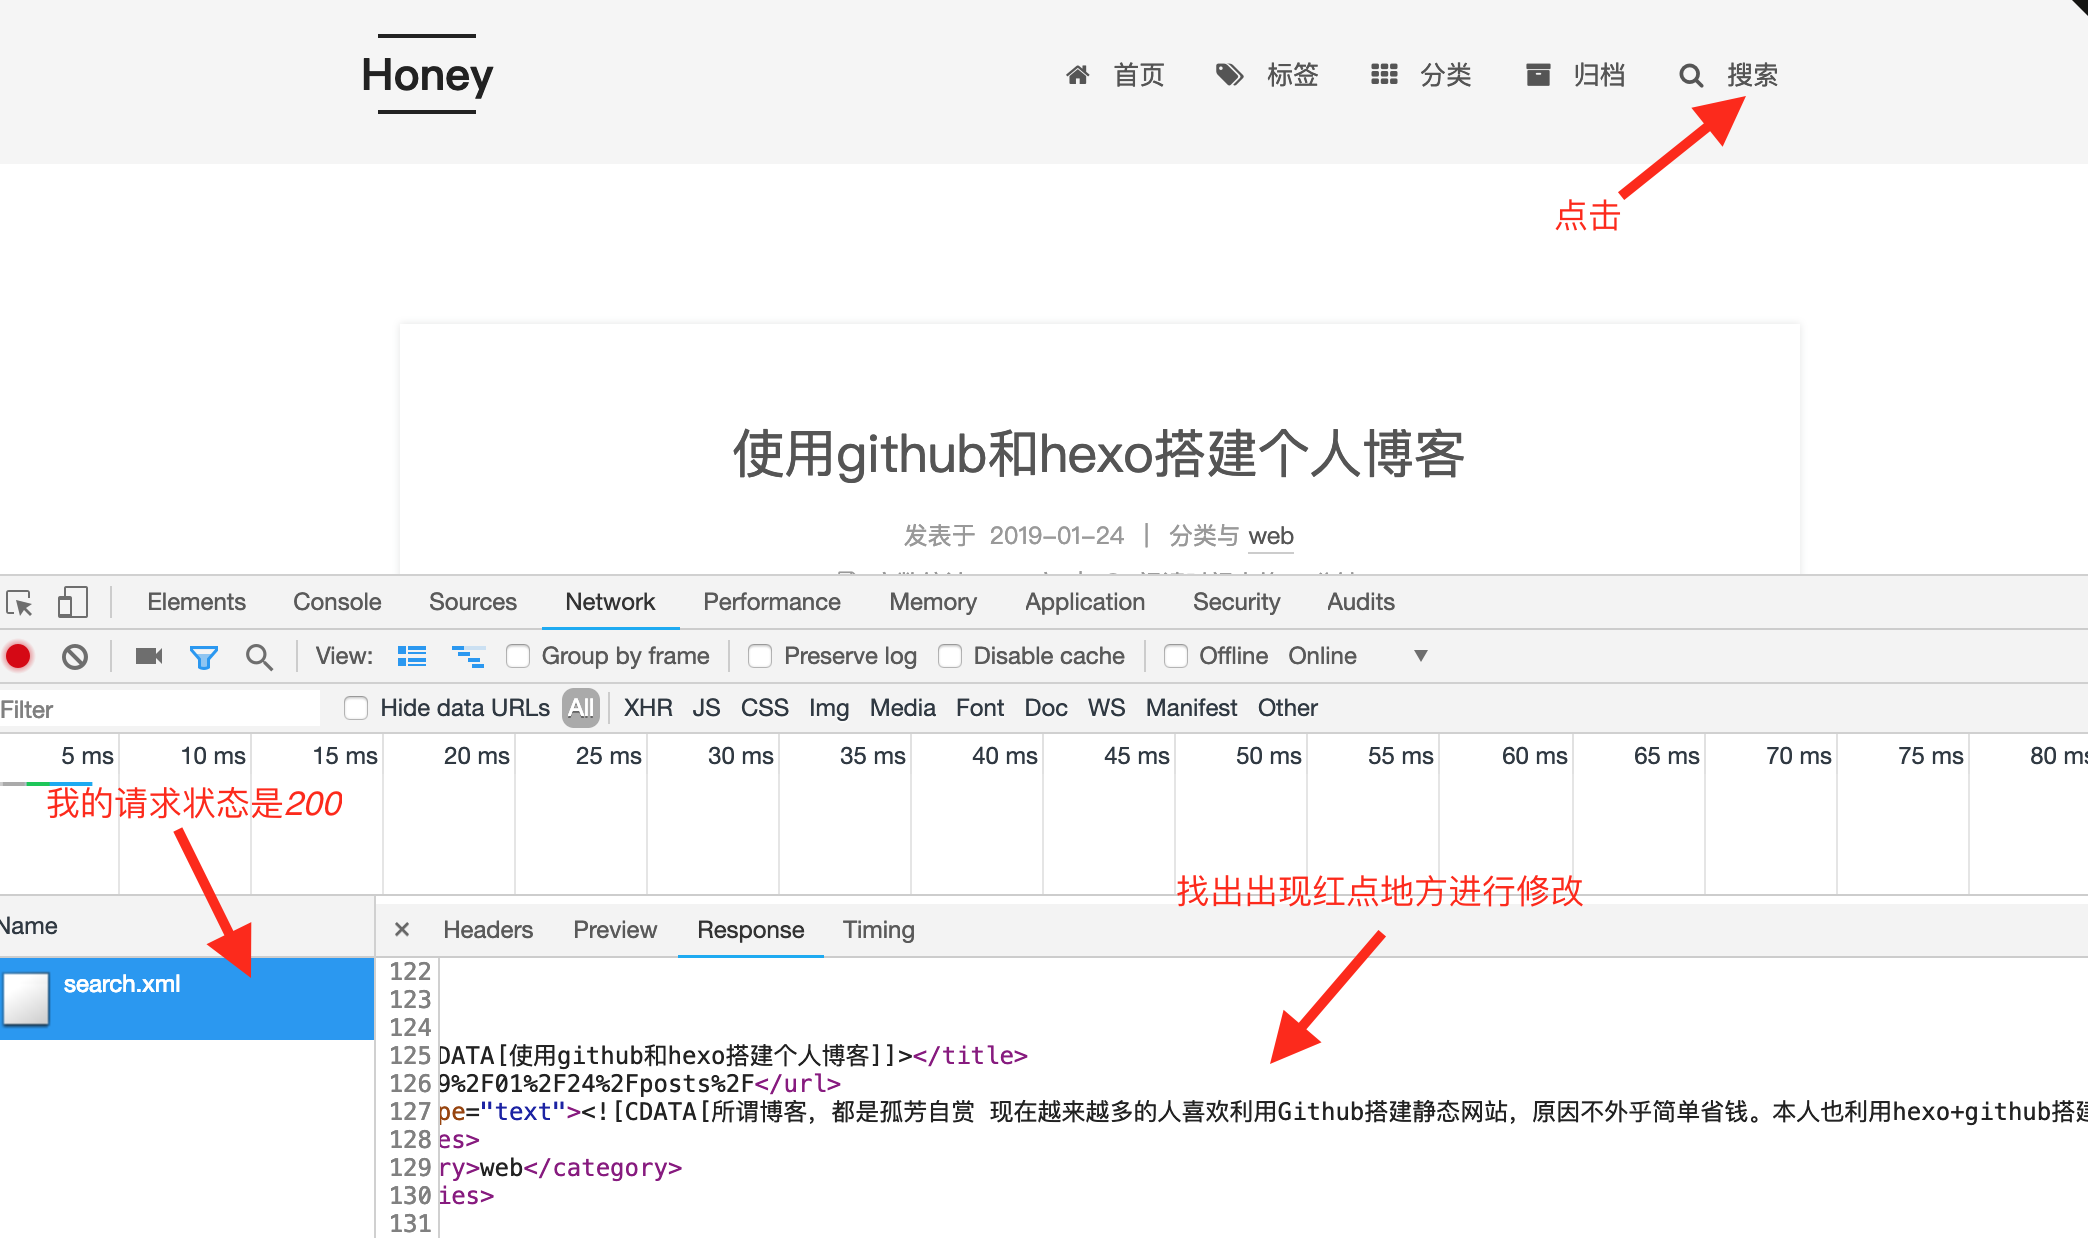 Honey
首页 标签 分类 归档 搜索
点击
使用github和hexo搭建个人博客
发表于 2019-01-24 | 分类与 web
Elements Console Sources Network Performance Memory Application Security Audits
View: Group by frame Preserve log Disable cache Offline Online
Filter Hide data URLs All XHR JS CSS Img Media Font Doc WS Manifest Other
5 ms 10 ms 15 ms 20 ms 25 ms 30 ms 35 ms 40 ms 45 ms 50 ms 55 ms 60 ms 65 ms 70 ms 75 ms 80 ms
我的请求状态是200
找出出现红点地方进行修改
Name
× Headers Preview Response Timing
search.xml
122
123
124
125 DATA[使用github和hexo搭建个人博客]]></title>
126 9%2F01%2F24%2Fposts%2F</url>
127 pe="text"><![CDATA[所谓博客，都是孤芳自赏 现在越来越多的人喜欢利用Github搭建静态网站，原因不外乎简单省钱。本人也利用hexo+github搭建
128 es>
129 ry>web</category>
130 ies>
131